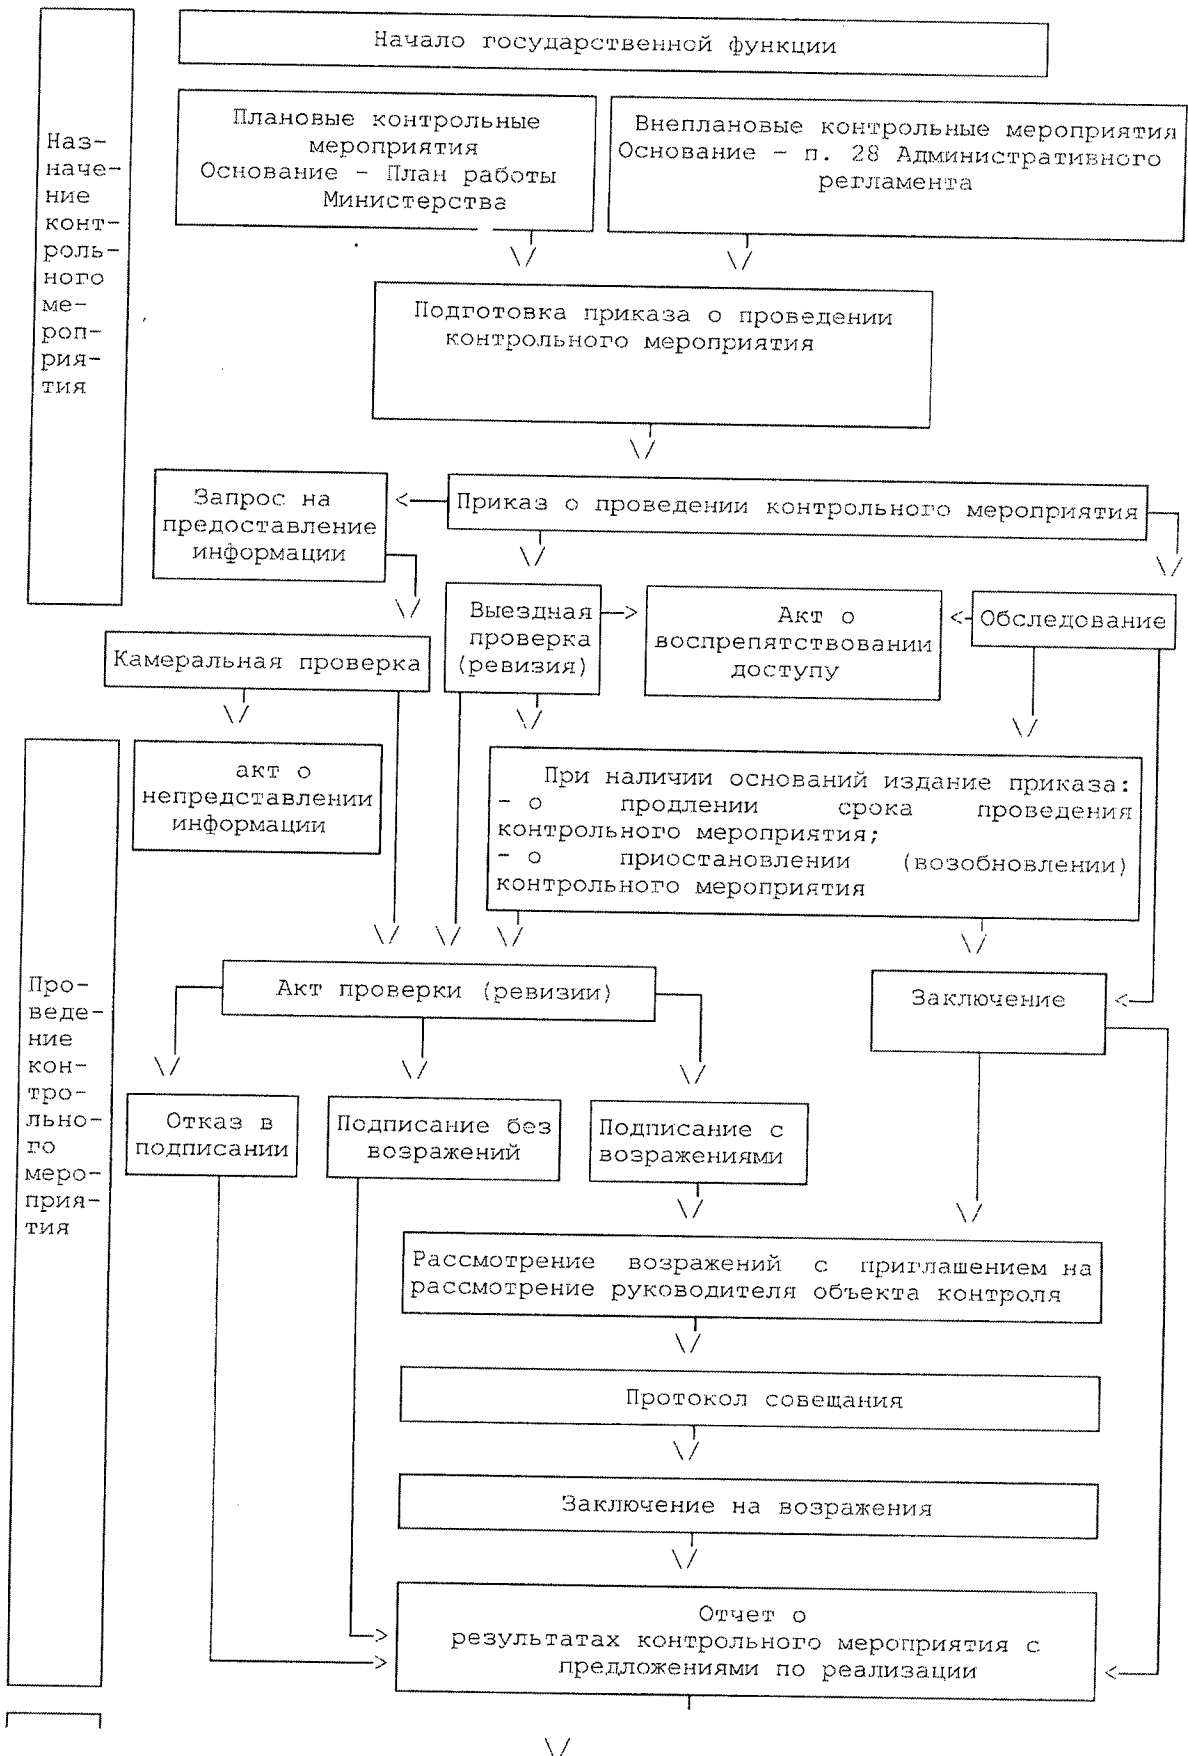 Начало государственной функции
Наз-
наче-
ние
конт-
роль-
ного
ме-
роп-
рия-
тия
Плановые контрольные
мероприятия
Основание – План работы
Министерства
Внеплановые контрольные мероприятия
Основание – п. 28 Административного
регламента
Подготовка приказа о проведении
контрольного мероприятия
Запрос на
предоставление
информации
Приказ о проведении контрольного мероприятия
Выездная
проверка
(ревизия)
Акт о
воспрепятствовании
доступу
Обследование
Камеральная проверка
акт о
непредставлении
информации
При наличии оснований издание приказа:
– о продлении срока проведения
контрольного мероприятия;
– о приостановлении (возобновлении)
контрольного мероприятия
Про-
веде-
ние
кон-
тро-
льно-
го
меро-
прия-
тия
Акт проверки (ревизии)
Заключение
Отказ в
подписании
Подписание без
возражений
Подписание с
возражениями
Рассмотрение возражений с приглашением на
рассмотрение руководителя объекта контроля
Протокол совещания
Заключение на возражения
Отчет о
результатах контрольного мероприятия с
предложениями по реализации